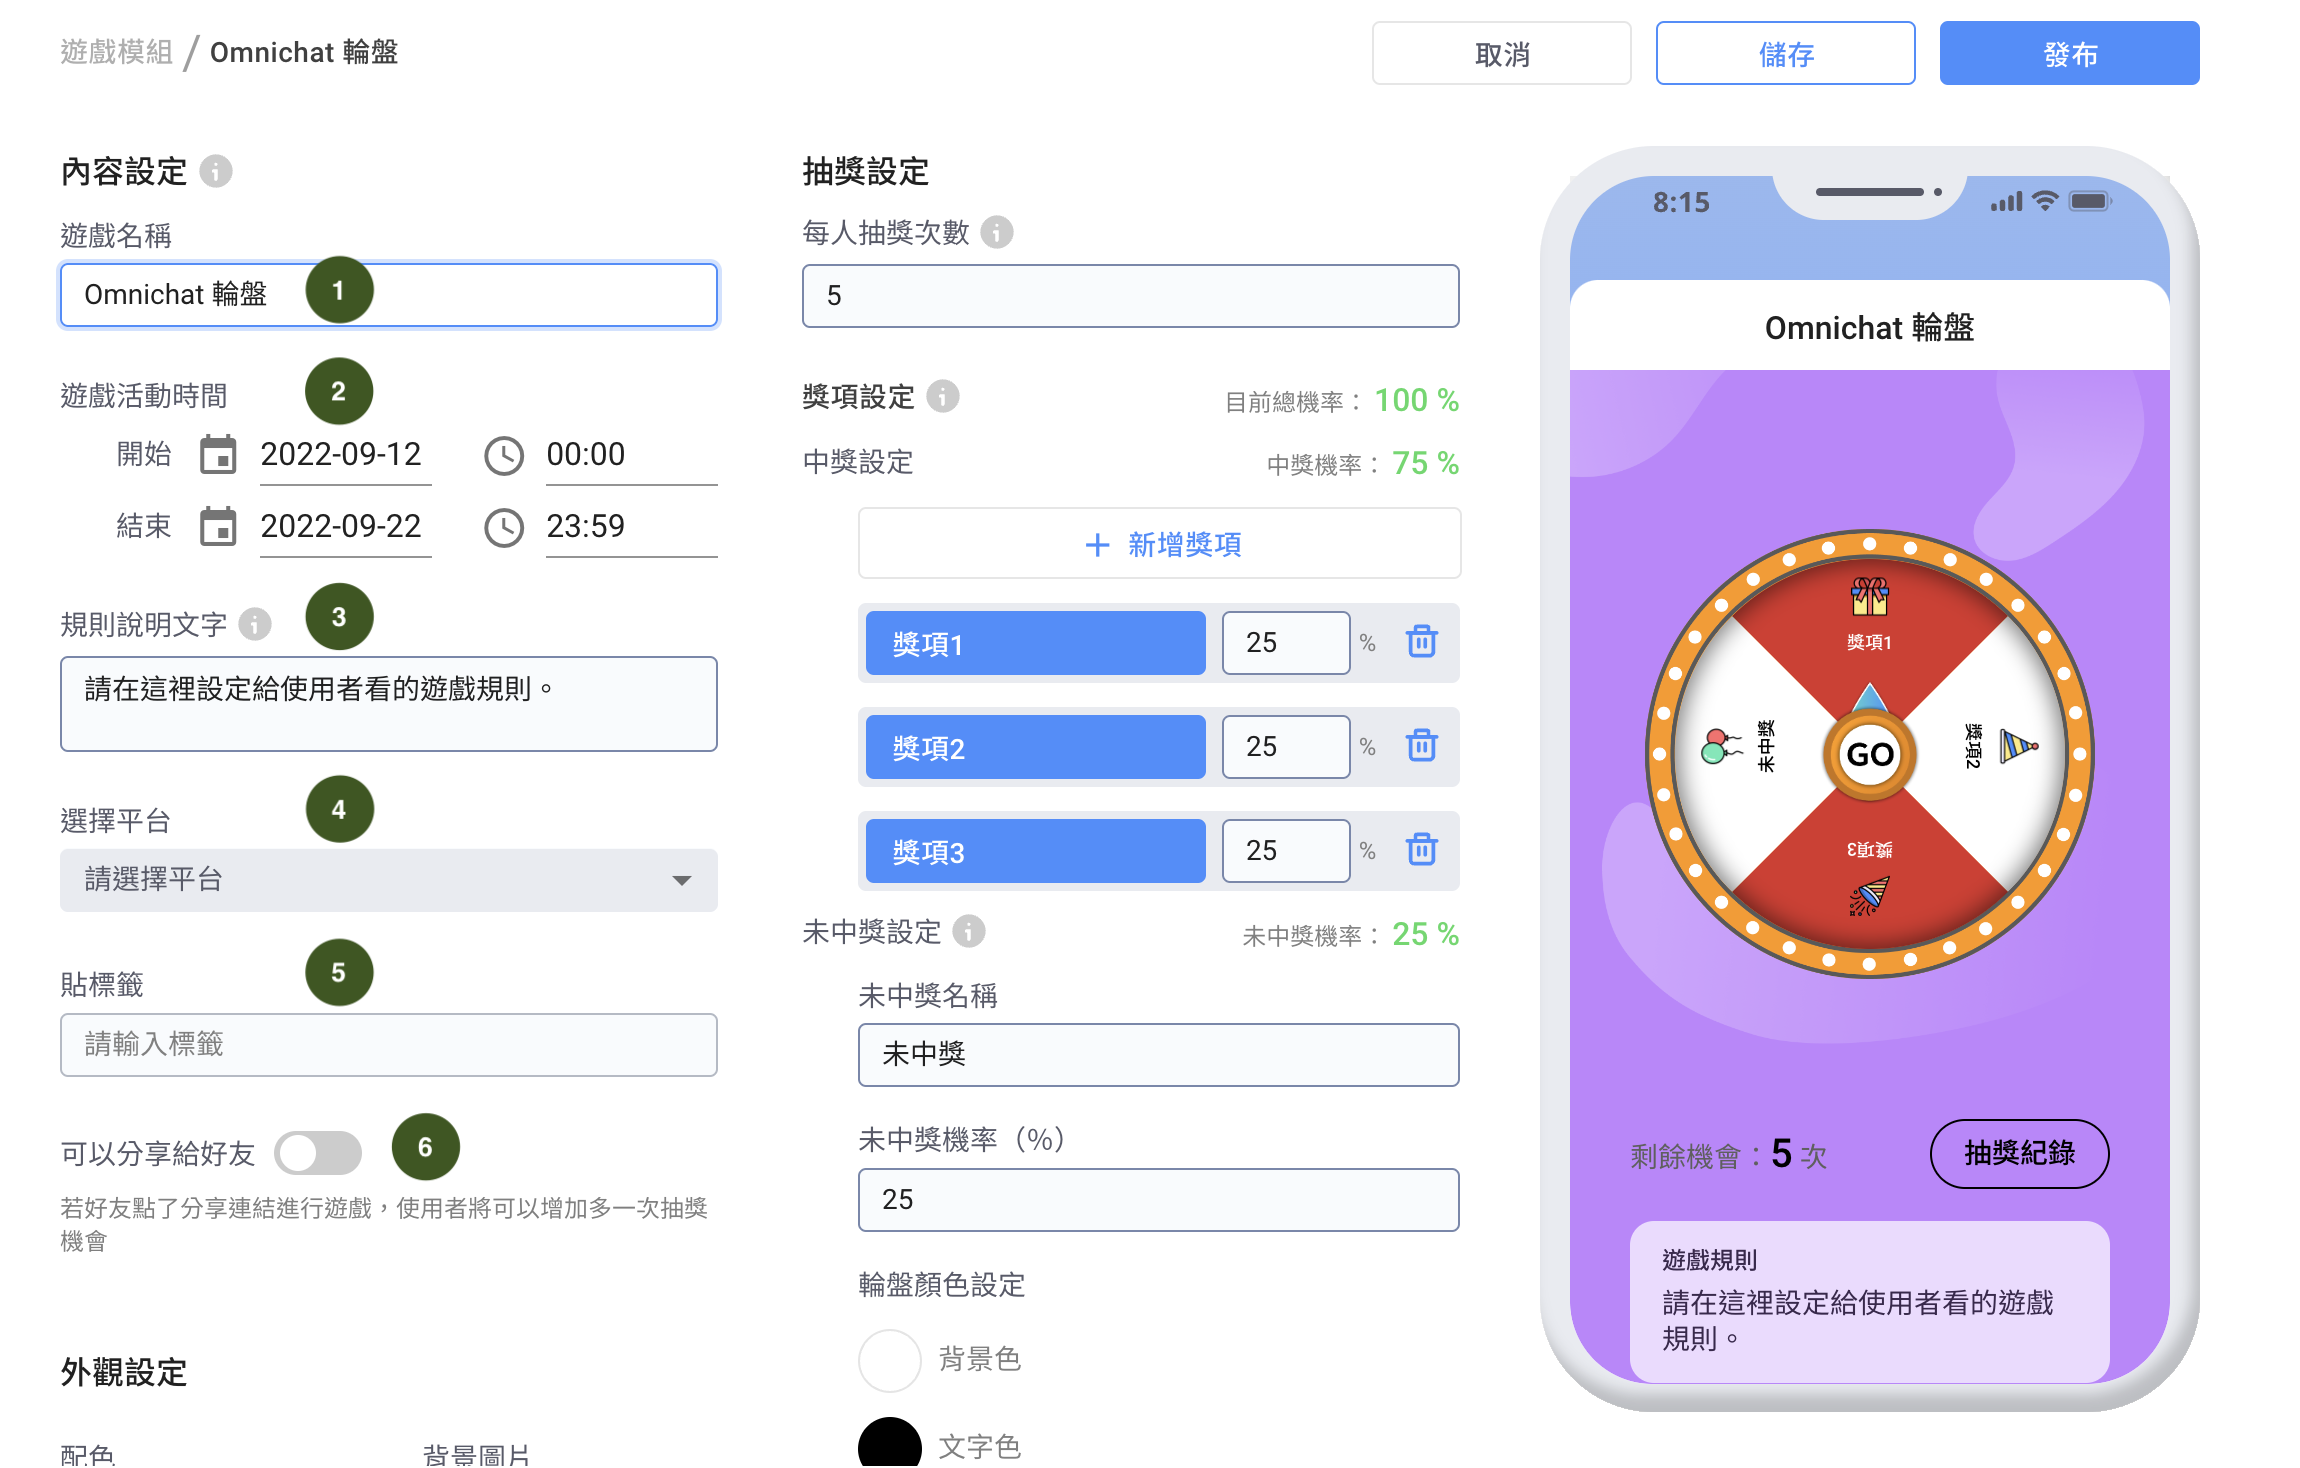 遊戲模組 / Omnichat 輪盤
取消
儲存
發布
內容設定
遊戲名稱
Omnichat 輪盤
1
遊戲活動時間
2
開始 2022-09-12 00:00
結束 2022-09-22 23:59
規則說明文字
3
請在這裡設定給使用者看的遊戲規則。
選擇平台
4
請選擇平台
貼標籤
5
請輸入標籤
可以分享給好友
6
若好友點了分享連結進行遊戲，使用者將可以增加多一次抽獎
機會
外觀設定
配色
背景圖片
抽獎設定
每人抽獎次數
5
獎項設定
目前總機率： 100 %
中獎設定
中獎機率： 75 %
+ 新增獎項
獎項1 25 %
獎項2 25 %
獎項3 25 %
未中獎設定
未中獎機率： 25 %
未中獎名稱
未中獎
未中獎機率（%）
25
輪盤顏色設定
背景色
文字色
8:15
Omnichat 輪盤
獎項1
未中獎
GO
獎項2
獎項3
剩餘機會：5 次
抽獎紀錄
遊戲規則
請在這裡設定給使用者看的遊戲
規則。